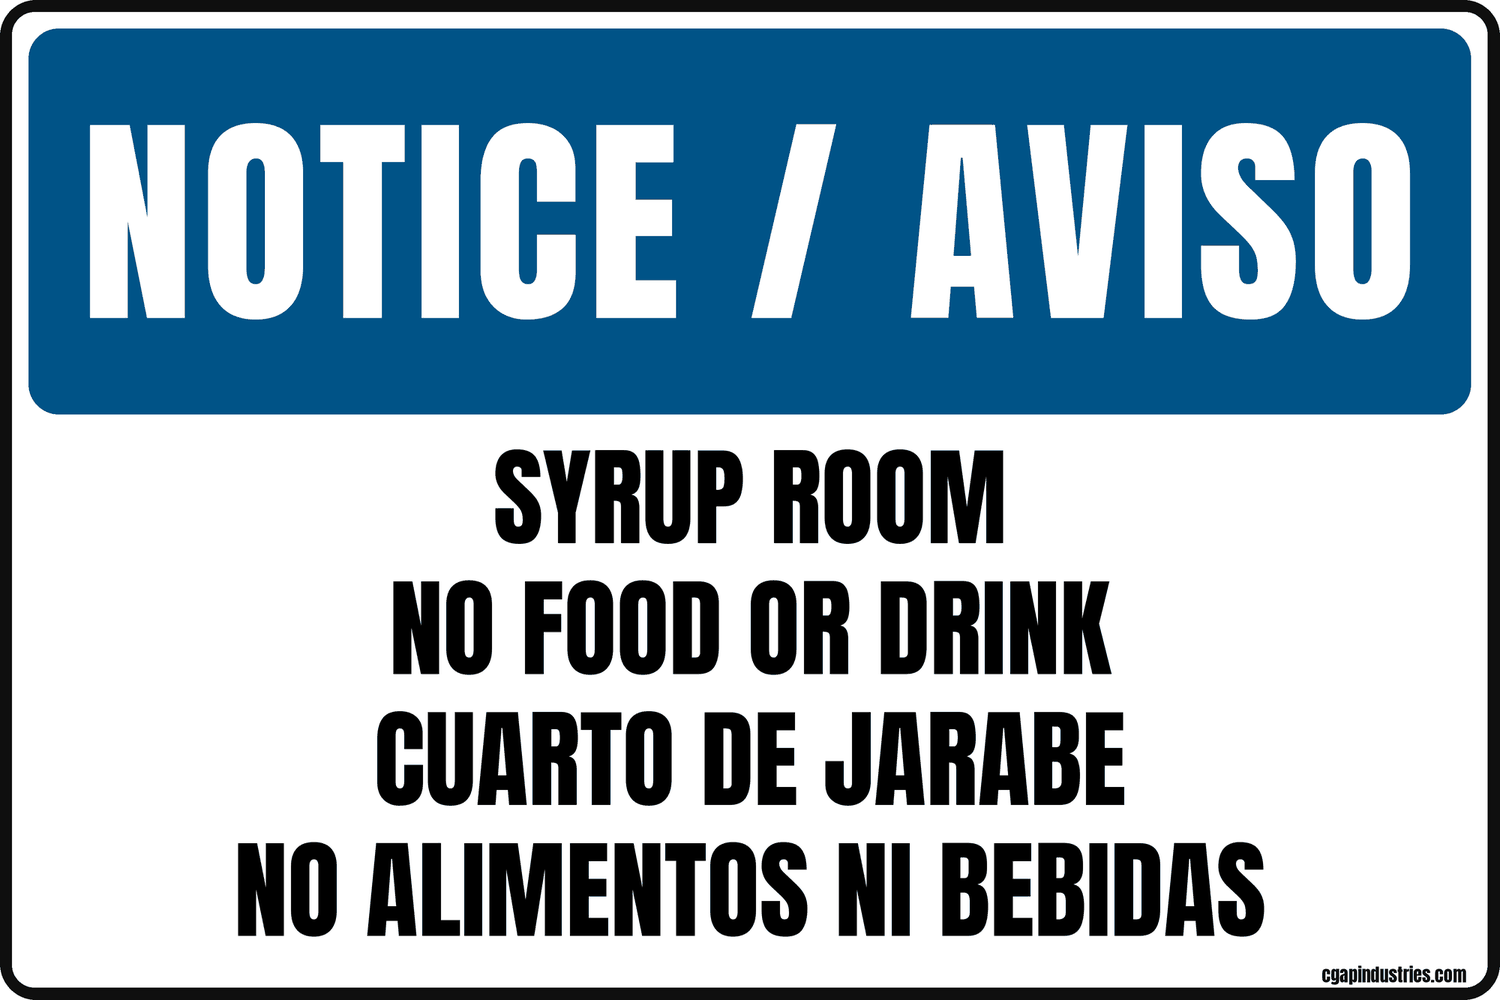 NOTICE / AVISO
SYRUP ROOM
NO FOOD OR DRINK
CUARTO DE JARABE
NO ALIMENTOS NI BEBIDAS
cgapindustries.com